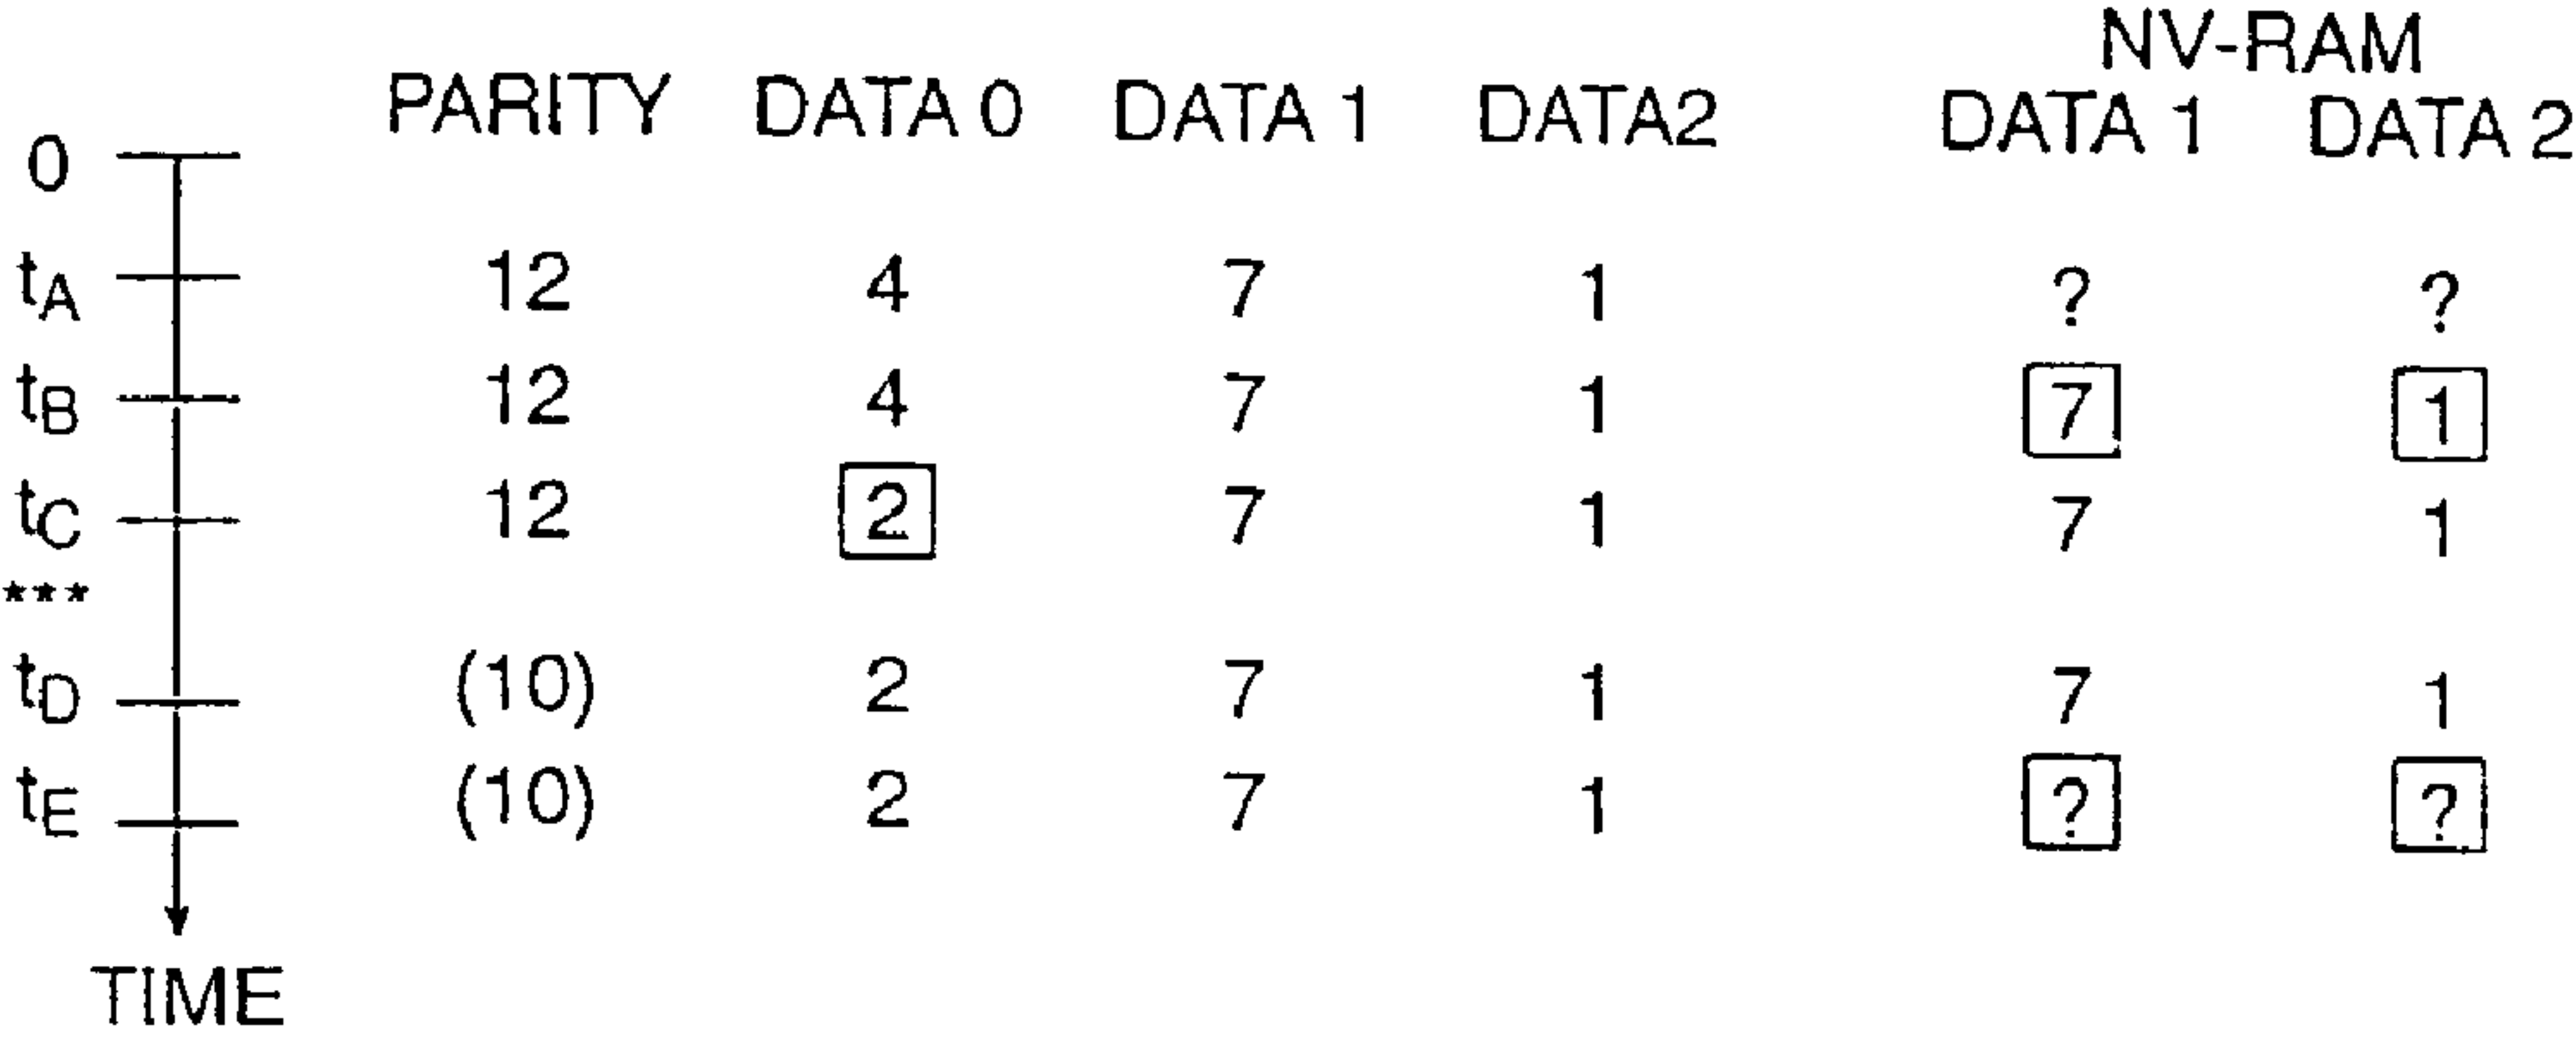 NV-RAM
PARITY DATA 0 DATA 1 DATA2 DATA 1 DATA 2
0
tA 12 4 7 1 ? ?
tB 12 4 7 1 7 1
tC 12 2 7 1 7 1
***
tD (10) 2 7 1 7 1
tE (10) 2 7 1 ? ?
TIME